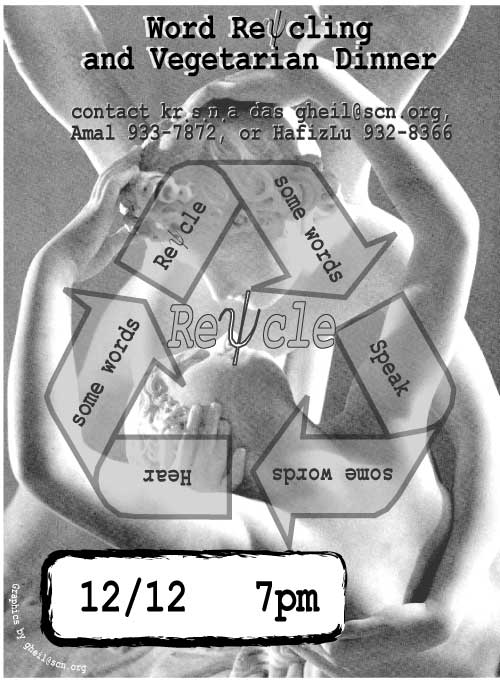 Word ReΨcling
and Vegetarian Dinner
contact kr.s.n.a das gheil@scn.org,
Amal 933-7872, or HafizLu 932-8366
ReΨcle
some words
Speak
some words
Hear
some words
ReΨcle
12/12 7pm
Graphics by gheil@scn.org